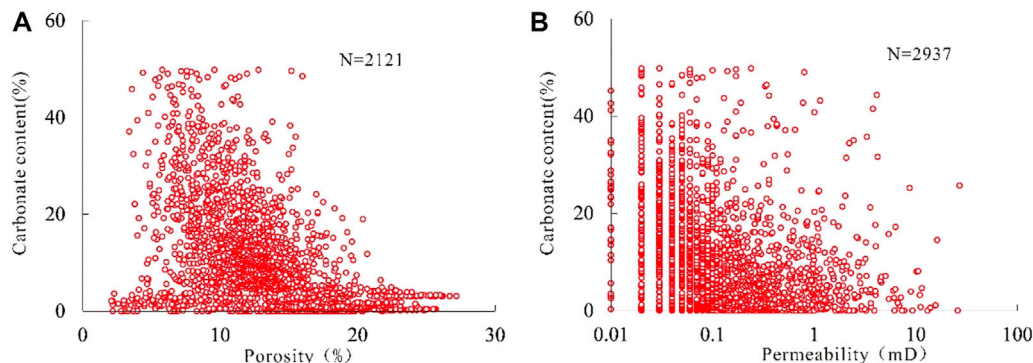 A
B
60
40
20
0
Carbonate content(%)
N=2121
0
10
20
30
Porosity（%）
60
40
20
0
Carbonatc content(%)
N=2937
0.01
0.1
1
10
100
Permeability（mD）